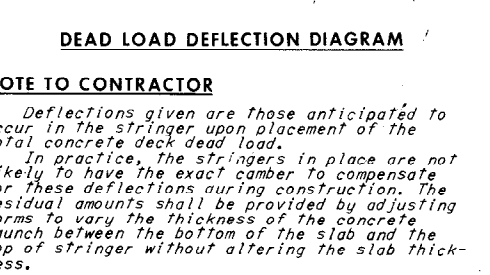 DEAD LOAD DEFLECTION DIAGRAM
OTE TO CONTRACTOR
Deflections given are those anticipated to
ccur in the stringer upon placement of the
otal concrete deck dead load.
In practice, the stringers in place are not
ikely to have the exact camber to compensate
or these deflections during construction. The
esidual amounts shall be provided by adjusting
orms to vary the thickness of the concrete
aunch between the bottom of the slab and the
op of stringer without altering the slab thick-
ess.